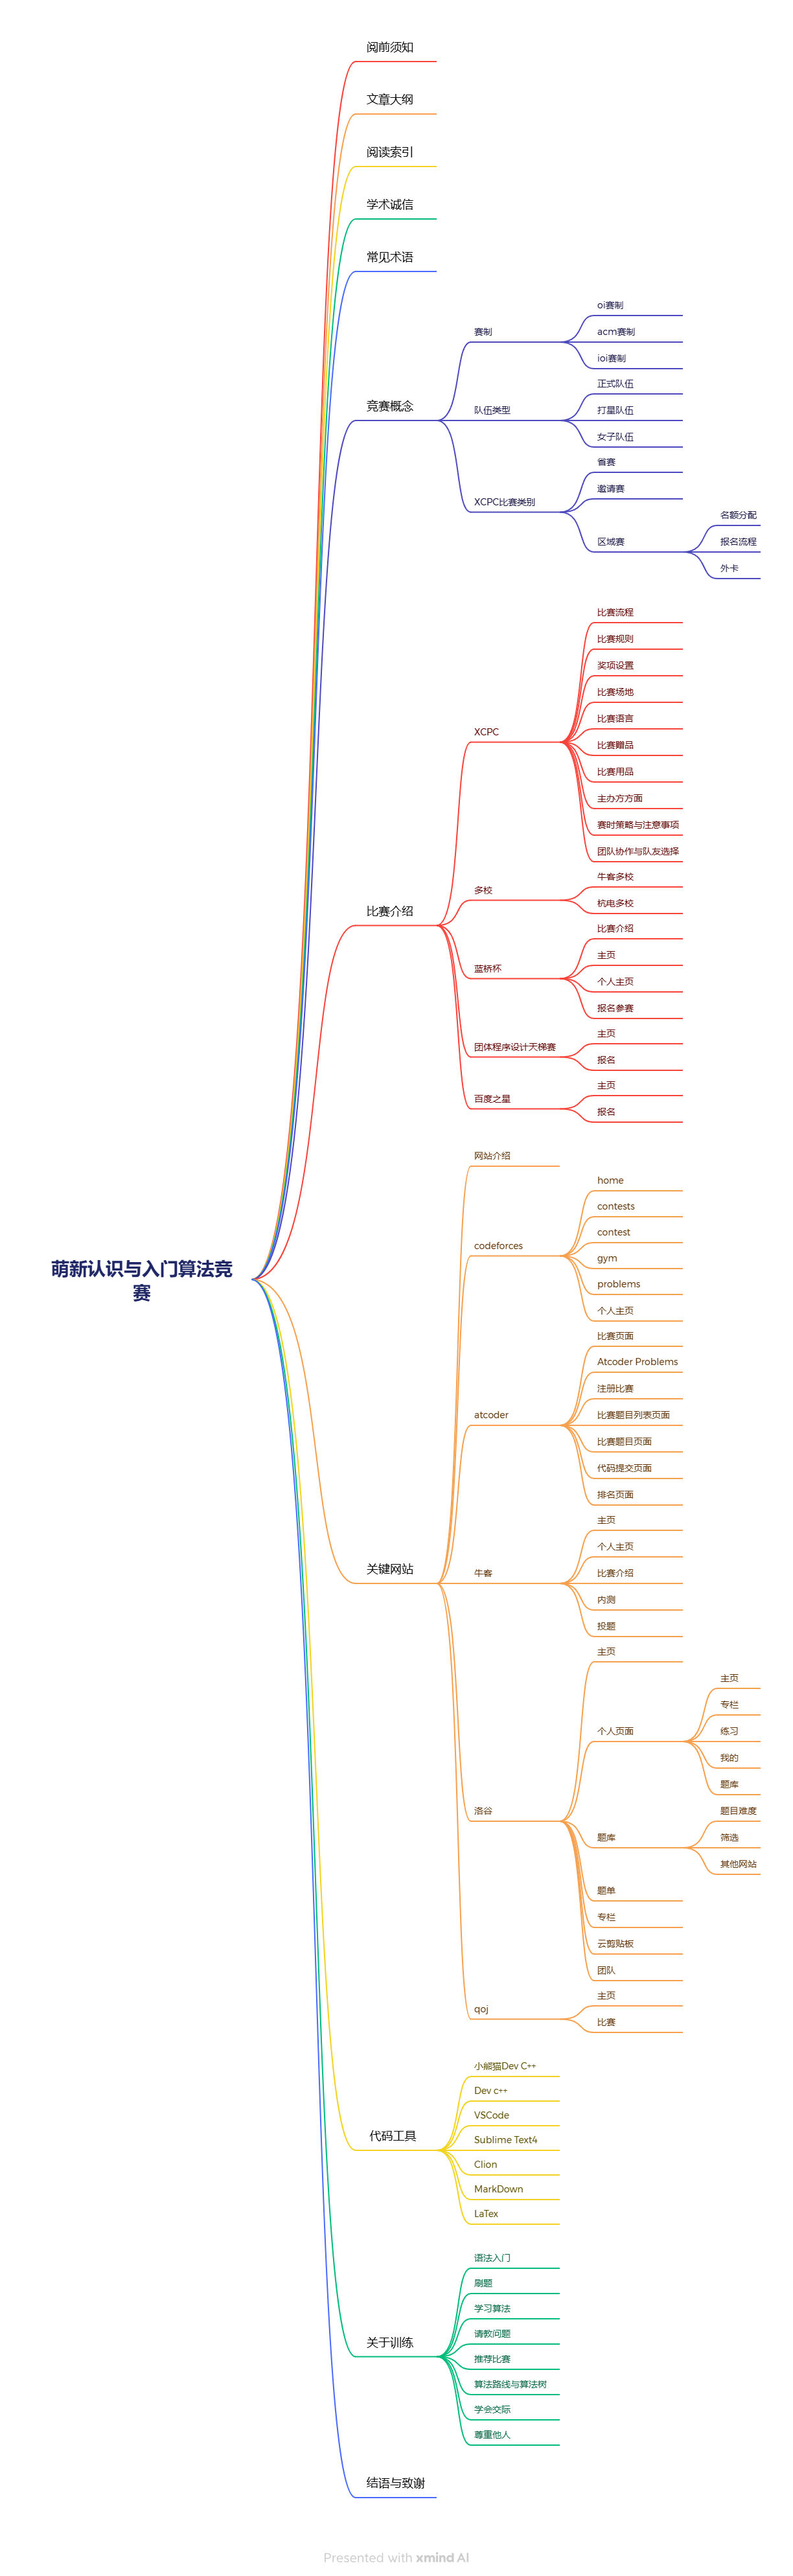 阅前须知
文章大纲
阅读索引
学术诚信
常见术语
oi赛制
赛制
acm赛制
ioi赛制
正式队伍
竞赛概念
队伍类型
打星队伍
女子队伍
省赛
邀请赛
XCPC比赛类别
名额分配
区域赛
报名流程
外卡
比赛流程
比赛规则
奖项设置
比赛场地
比赛语言
XCPC
比赛赠品
比赛用品
主办方方面
赛时策略与注意事项
团队协作与队友选择
牛客多校
多校
杭电多校
比赛介绍
比赛介绍
主页
蓝桥杯
个人主页
报名参赛
主页
团体程序设计天梯赛
报名
主页
百度之星
报名
网站介绍
home
contests
contest
codeforces
gym
萌新认识与入门算法竞
赛
problems
个人主页
比赛页面
Atcoder Problems
注册比赛
atcoder
比赛题目列表页面
比赛题目页面
代码提交页面
排名页面
主页
个人主页
关键网站
牛客
比赛介绍
内测
投题
主页
主页
专栏
个人页面
练习
我的
题库
洛谷
题目难度
题库
筛选
其他网站
题单
专栏
云剪贴板
团队
主页
qoj
比赛
小熊猫Dev C++
Dev c++
VSCode
代码工具
Sublime Text4
Clion
MarkDown
LaTex
语法入门
刷题
学习算法
请教问题
关于训练
推荐比赛
算法路线与算法树
学会交际
尊重他人
结语与致谢
Presented with xmind AI